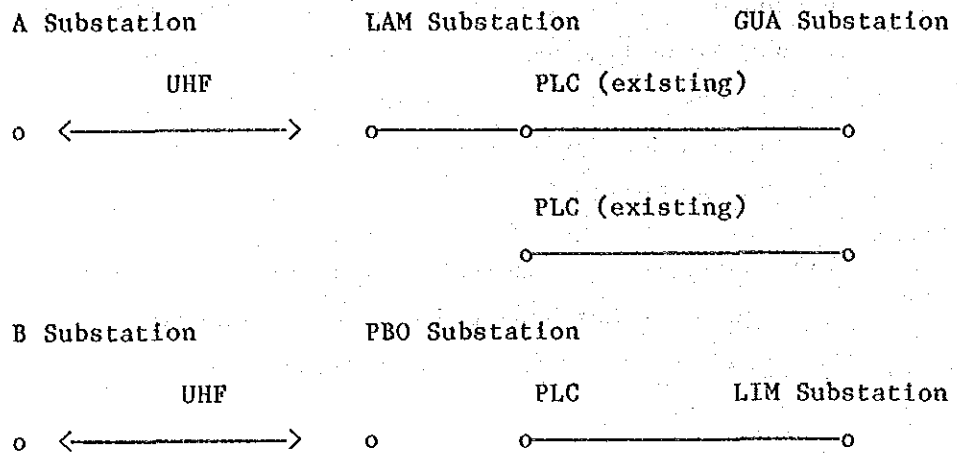 A Substation LAM Substation GUA Substation
UHF PLC (existing)
PLC (existing)
B Substation PBO Substation
UHF PLC LIM Substation